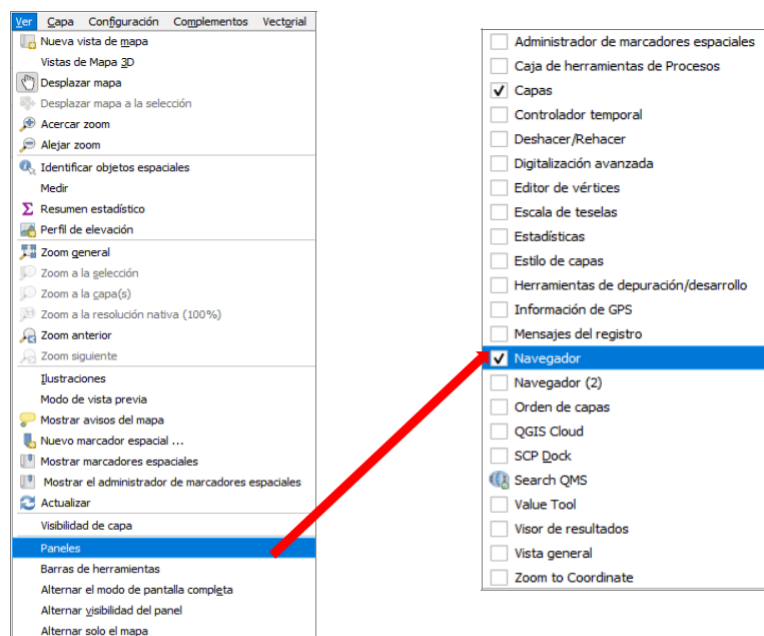 Ver Capa Configuración Complementos Vectorial
Nueva vista de mapa
Vistas de Mapa 3D
Desplazar mapa
Desplazar mapa a la selección
Acercar zoom
Alejar zoom
Identificar objetos espaciales
Medir
Resumen estadístico
Perfil de elevación
Zoom general
Zoom a la selección
Zoom a la capa(s)
Zoom a la resolución nativa (100%)
Zoom anterior
Zoom siguiente
Ilustraciones
Modo de vista previa
Mostrar avisos del mapa
Nuevo marcador espacial ...
Mostrar marcadores espaciales
Mostrar el administrador de marcadores espaciales
Actualizar
Visibilidad de capa
Paneles
Barras de herramientas
Alternar el modo de pantalla completa
Alternar visibilidad del panel
Alternar solo el mapa
Administrador de marcadores espaciales
Caja de herramientas de Procesos
Capas
Controlador temporal
Deshacer/Rehacer
Digitalización avanzada
Editor de vértices
Escala de teselas
Estadísticas
Estilo de capas
Herramientas de depuración/desarrollo
Información de GPS
Mensajes del registro
Navegador
Navegador (2)
Orden de capas
QGIS Cloud
SCP Dock
Search QMS
Value Tool
Visor de resultados
Vista general
Zoom to Coordinate